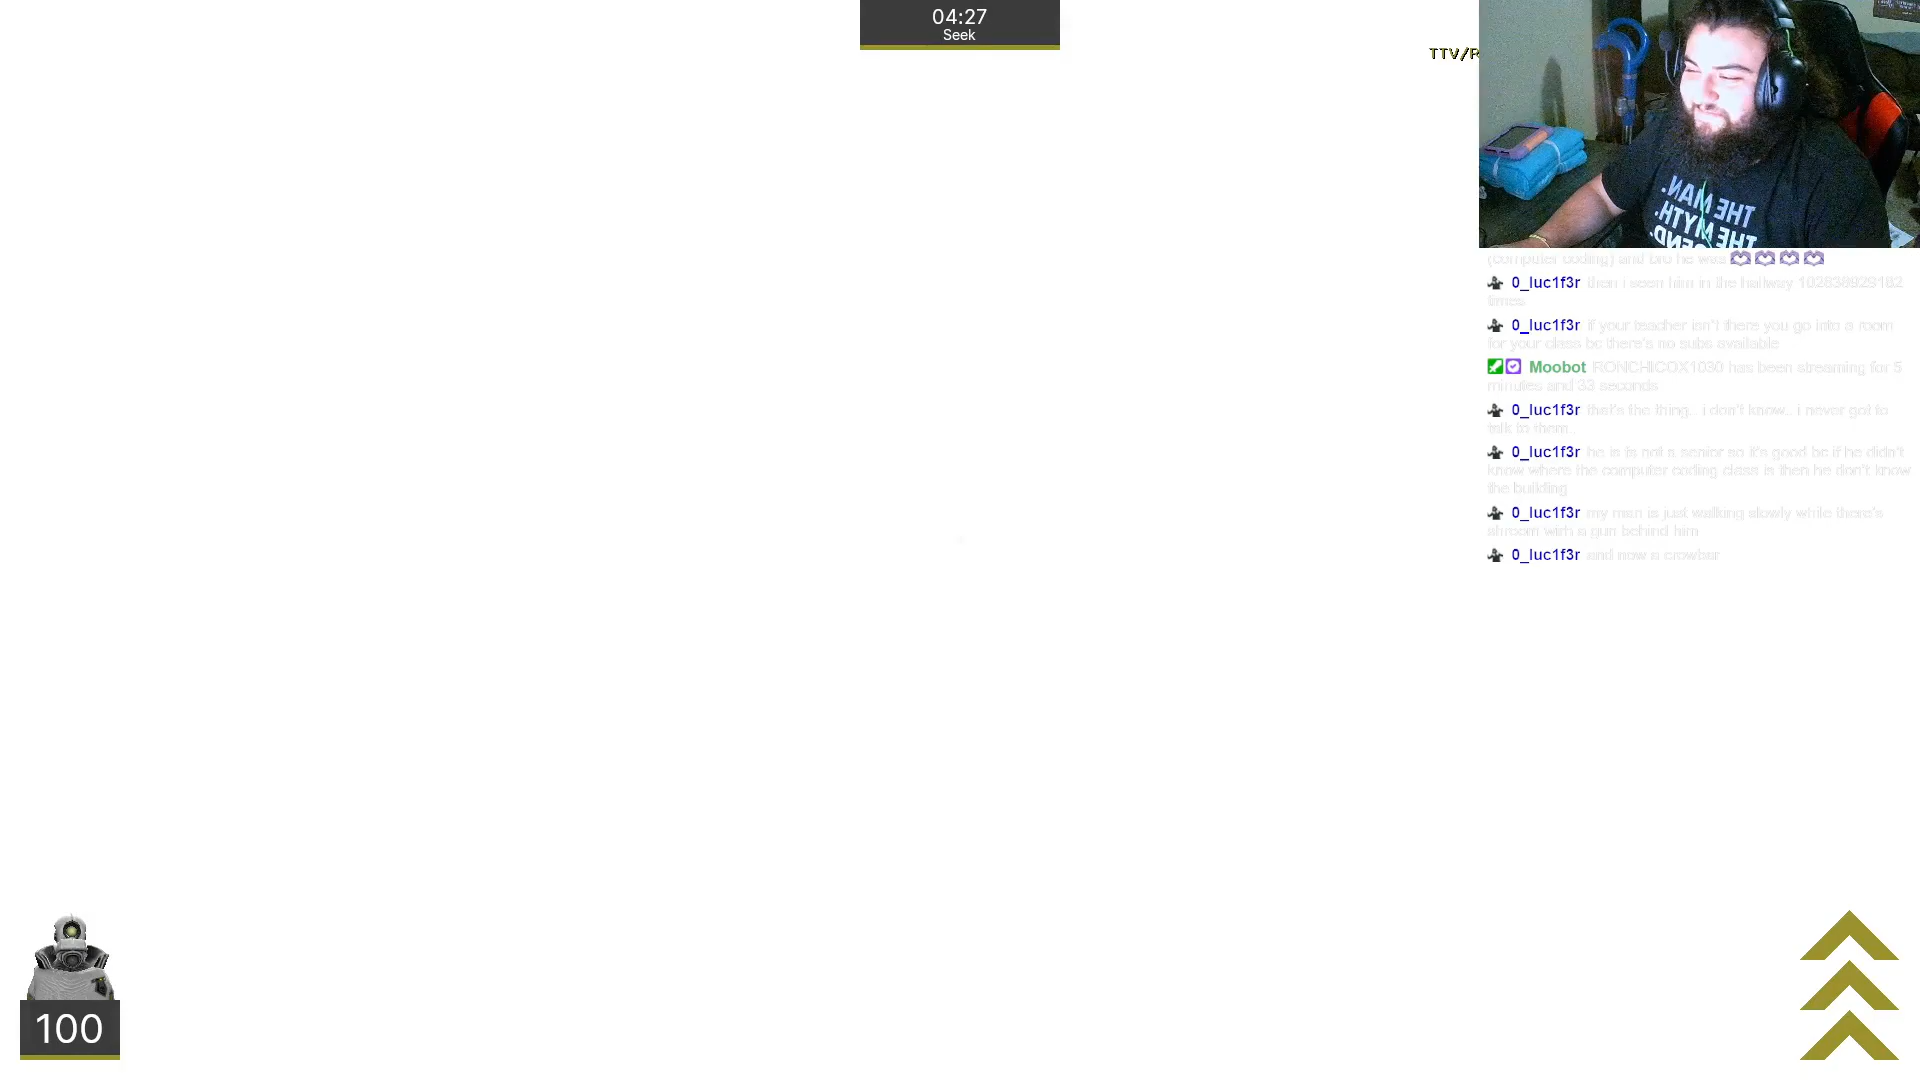 04:27
Seek
TTV/R
THE MAN.
THE MYTH.
(computer coding) and bro he was
0_luc1f3r then i seen him in the hallway 102838929182
times
0_luc1f3r if your teacher isn't there you go into a room
for your class bc there's no subs available
Moobot RONCHICOX1030 has been streaming for 5
minutes and 33 seconds
0_luc1f3r that's the thing.. i don't know.. i never got to
talk to them..
0_luc1f3r he is is not a senior so it's good bc if he didn't
know where the computer coding class is then he don't know
the building
0_luc1f3r my man is just walking slowly while there's
shroom with a gun behind him
0_luc1f3r and now a crowbar
100